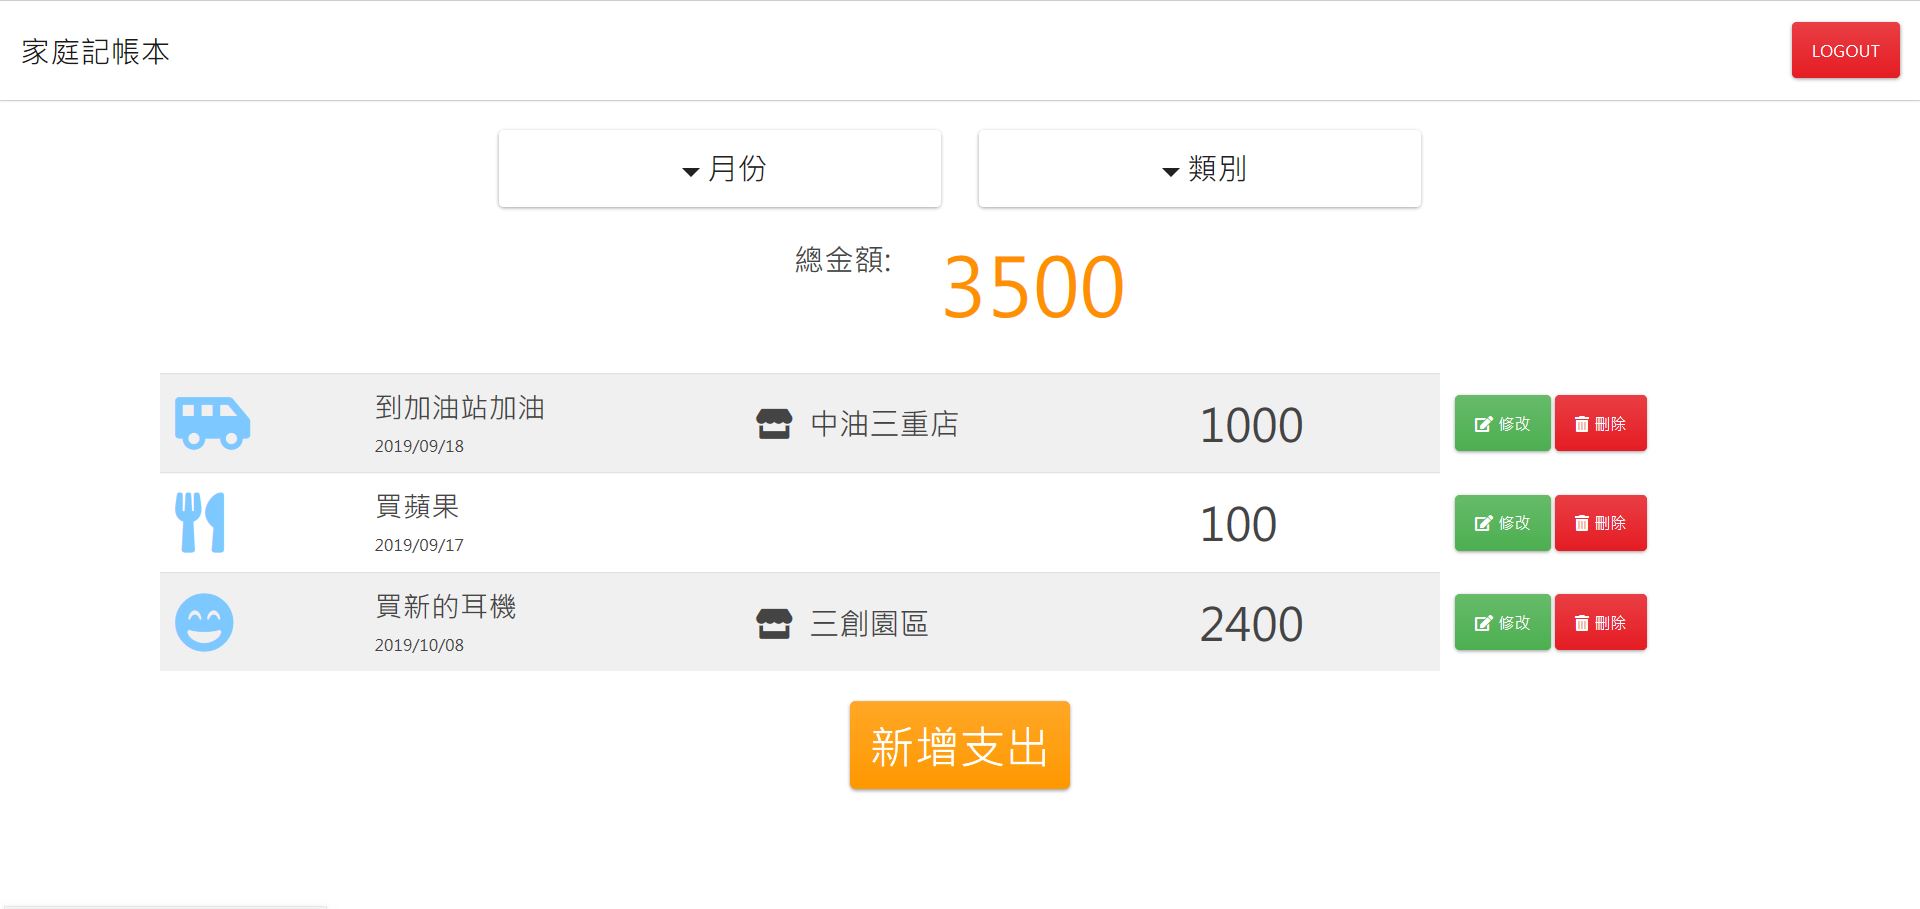 家庭記帳本
LOGOUT
月份
類別
總金額:
3500
到加油站加油
2019/09/18
中油三重店
1000
修改
刪除
買蘋果
2019/09/17
100
修改
刪除
買新的耳機
2019/10/08
三創園區
2400
修改
刪除
新增支出